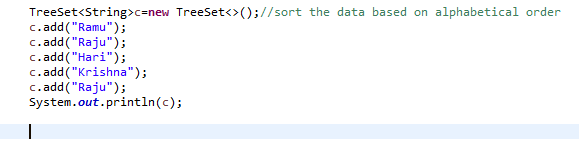 TreeSet<String>c=new TreeSet<>();//sort the data based on alphabetical order
c.add("Ramu");
c.add("Raju");
c.add("Hari");
c.add("Krishna");
c.add("Raju");
System.out.println(c);